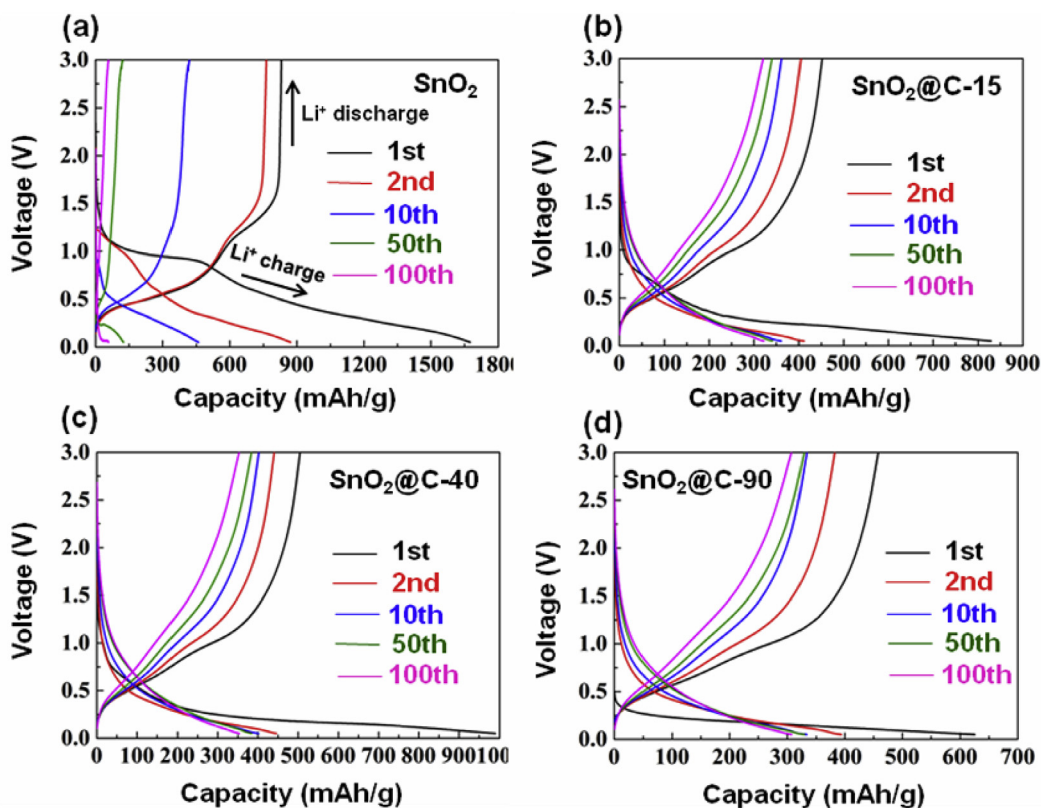 (a)
SnO₂
Li⁺ discharge
1st
2nd
10th
50th
100th
Li⁺ charge
Voltage (V)
3.0
2.5
2.0
1.5
1.0
0.5
0.0
0 300 600 900 1200 1500 1800
Capacity (mAh/g)
(b)
SnO₂@C-15
1st
2nd
10th
50th
100th
Voltage (V)
3.0
2.5
2.0
1.5
1.0
0.5
0.0
0 100 200 300 400 500 600 700 800 900
Capacity (mAh/g)
(c)
SnO₂@C-40
1st
2nd
10th
50th
100th
Voltage (V)
3.0
2.5
2.0
1.5
1.0
0.5
0.0
0 100 200 300 400 500 600 700 800 900 100
Capacity (mAh/g)
(d)
SnO₂@C-90
1st
2nd
10th
50th
100th
Voltage (V)
3.0
2.5
2.0
1.5
1.0
0.5
0.0
0 100 200 300 400 500 600 700
Capacity (mAh/g)